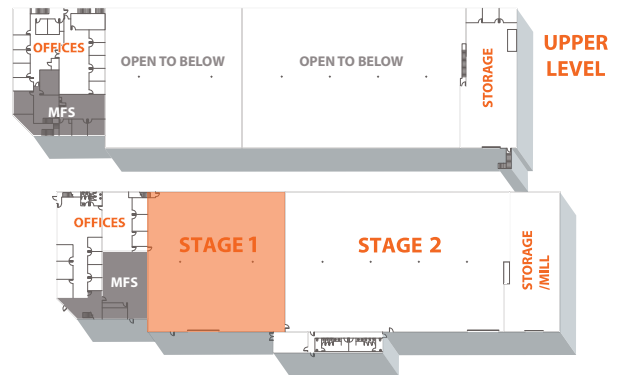 OFFICES
OPEN TO BELOW
OPEN TO BELOW
STORAGE
UPPER
LEVEL
MFS
OFFICES
STAGE 1
STAGE 2
STORAGE
/MILL
MFS